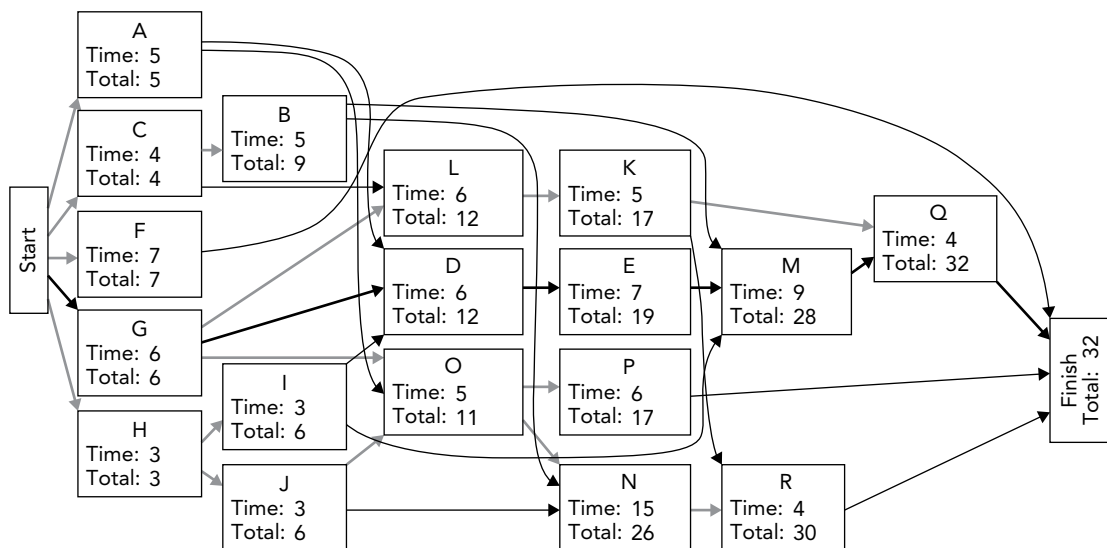 Start
A
Time: 5
Total: 5
C
Time: 4
Total: 4
F
Time: 7
Total: 7
G
Time: 6
Total: 6
H
Time: 3
Total: 3
B
Time: 5
Total: 9
I
Time: 3
Total: 6
J
Time: 3
Total: 6
L
Time: 6
Total: 12
D
Time: 6
Total: 12
O
Time: 5
Total: 11
K
Time: 5
Total: 17
E
Time: 7
Total: 19
P
Time: 6
Total: 17
N
Time: 15
Total: 26
M
Time: 9
Total: 28
R
Time: 4
Total: 30
Q
Time: 4
Total: 32
Finish
Total: 32